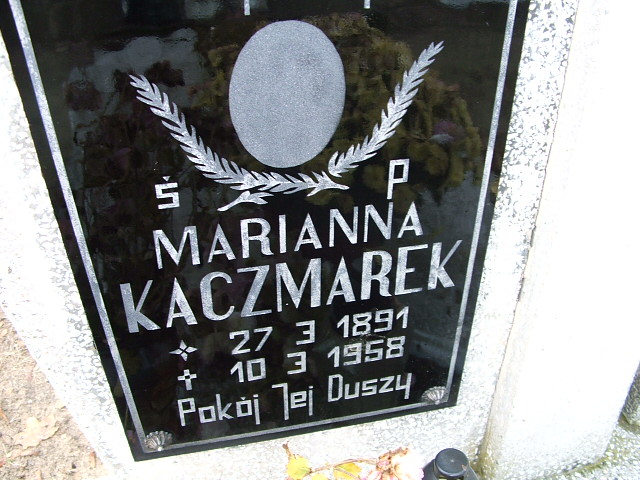 Ś P
MARIANNA
KACZMAREK
27 3 1891
10 3 1958
Pokój Jej Duszy